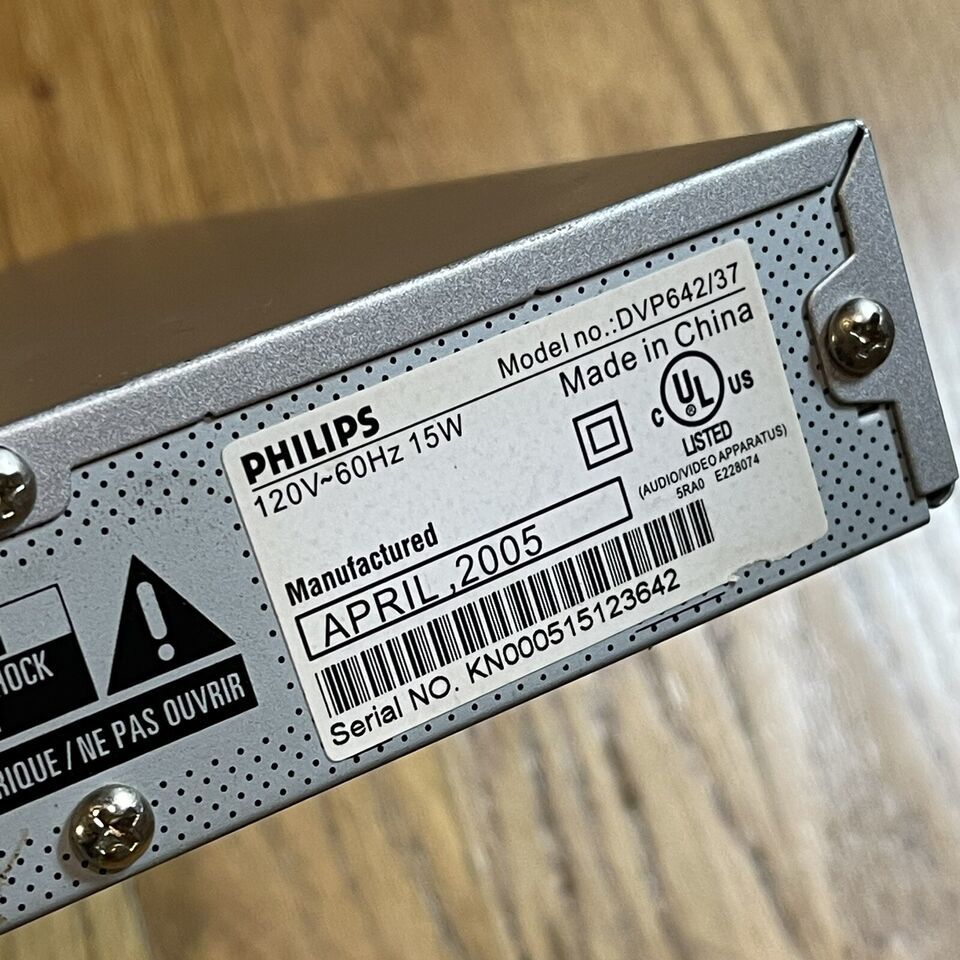 Model no.:DVP642/37
Made in China
PHILIPS
120V~60Hz 15W
C UL US
®
LISTED
(AUDIO/VIDEO APPARATUS)
5RA0 E228074
Manufactured
APRIL ,2005
Serial NO. KN000515123642
HOCK
RIQUE / NE PAS OUVRIR